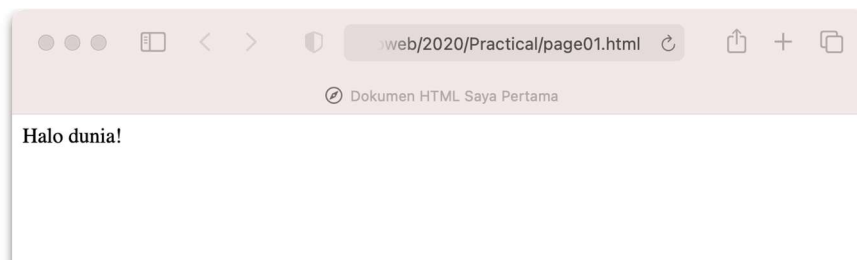 web/2020/Practical/page01.html
Dokumen HTML Saya Pertama
Halo dunia!